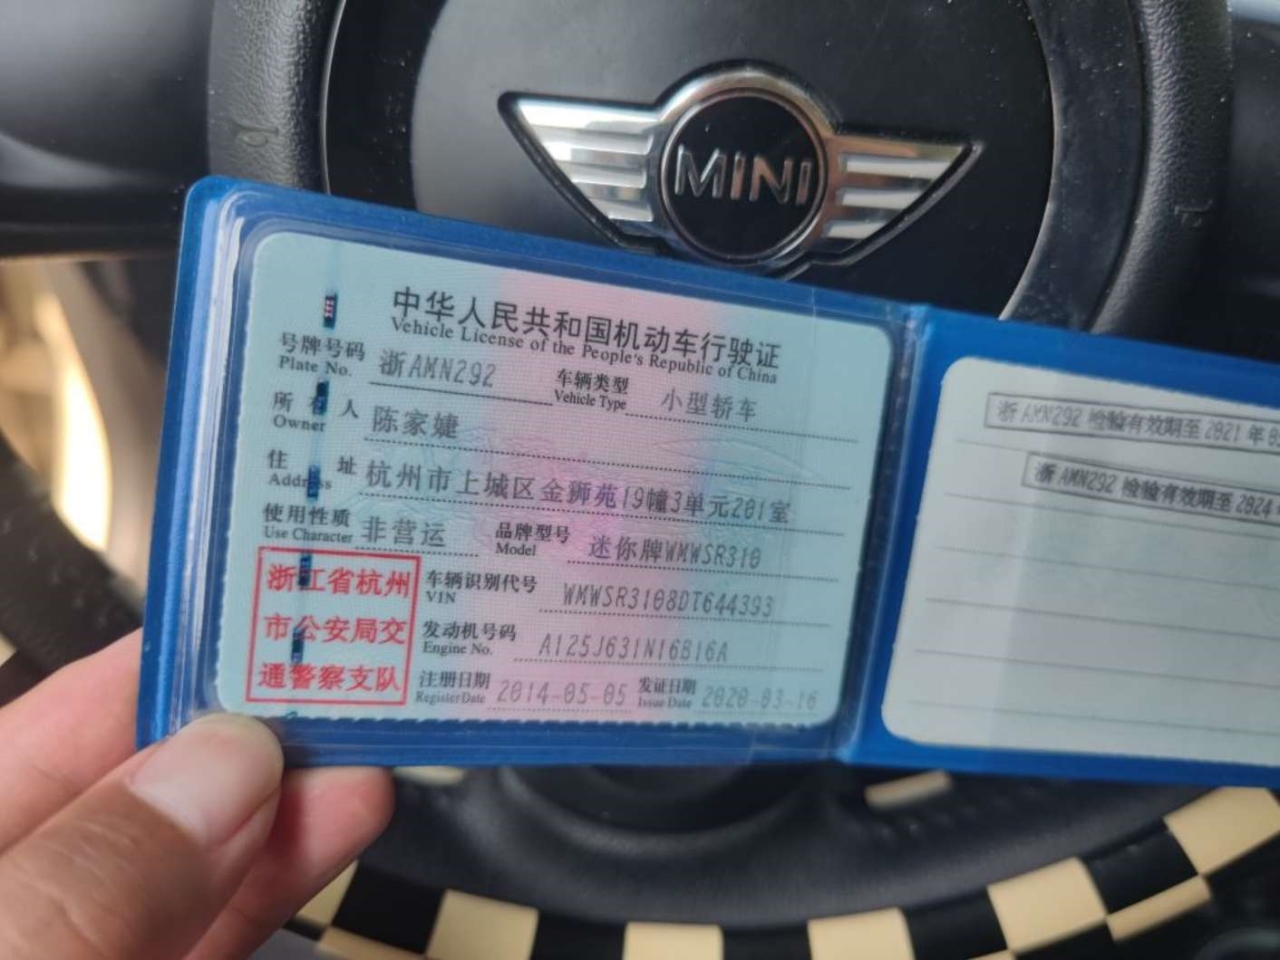 MINI
中华人民共和国机动车行驶证
Vehicle License of the People's Republic of China
号牌号码 浙AMN292 车辆类型 小型轿车
Plate No. Vehicle Type
所有人 陈家婕
Owner
住址 杭州市上城区金狮苑19幢3单元201室
Address
使用性质 非营运 品牌型号 迷你牌WMWSR310
Use Character Model
浙江省杭州
市公安局交
通警察支队
车辆识别代号 WMWSR3108DT644393
VIN
发动机号码 A125J631N16B16A
Engine No.
注册日期 2014-05-05 发证日期 2020-03-16
Register Date Issue Date
浙AMN292 检验有效期至 2021 年
浙AMN292 检验有效期至 2024